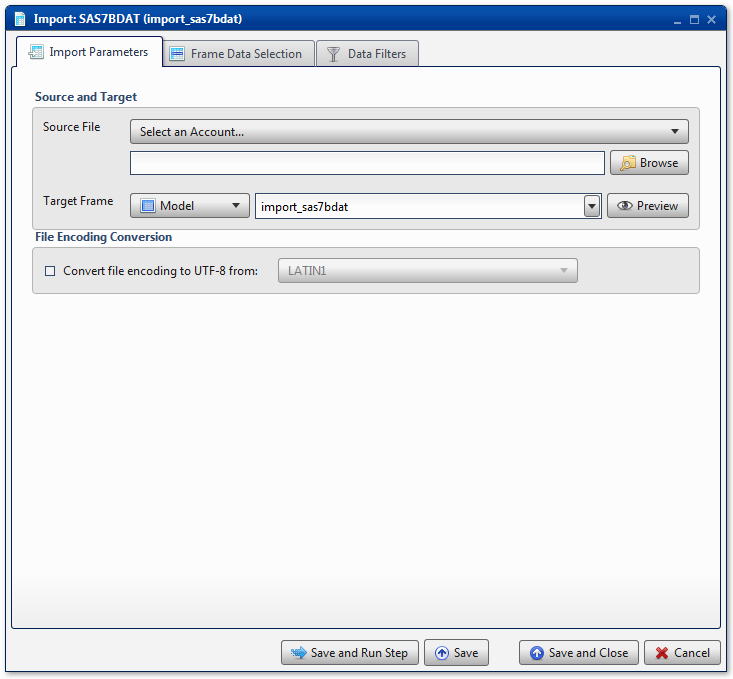 Import: SAS7BDAT (import_sas7bdat)
Import Parameters Frame Data Selection Data Filters
Source and Target
Source File Select an Account...
Browse
Target Frame Model import_sas7bdat Preview
File Encoding Conversion
Convert file encoding to UTF-8 from: LATIN1
Save and Run Step Save Save and Close Cancel